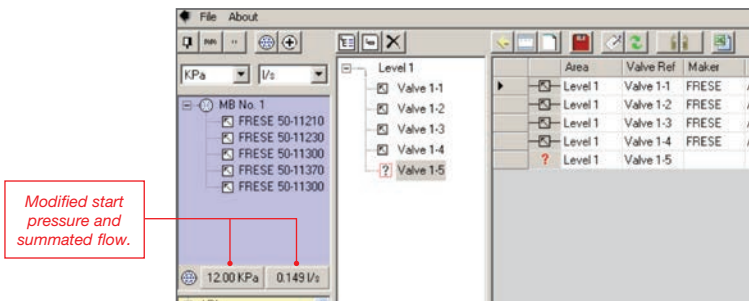 File About
KPa
l/s
MB No. 1
FRESE 50-11210
FRESE 50-11230
FRESE 50-11300
FRESE 50-11370
FRESE 50-11300
Level 1
Valve 1-1
Valve 1-2
Valve 1-3
Valve 1-4
? Valve 1-5
Area Valve Ref Maker
Level 1 Valve 1-1 FRESE
Level 1 Valve 1-2 FRESE
Level 1 Valve 1-3 FRESE
Level 1 Valve 1-4 FRESE
? Level 1 Valve 1-5
Modified start
pressure and
summated flow.
12.00 KPa 0.149 l/s